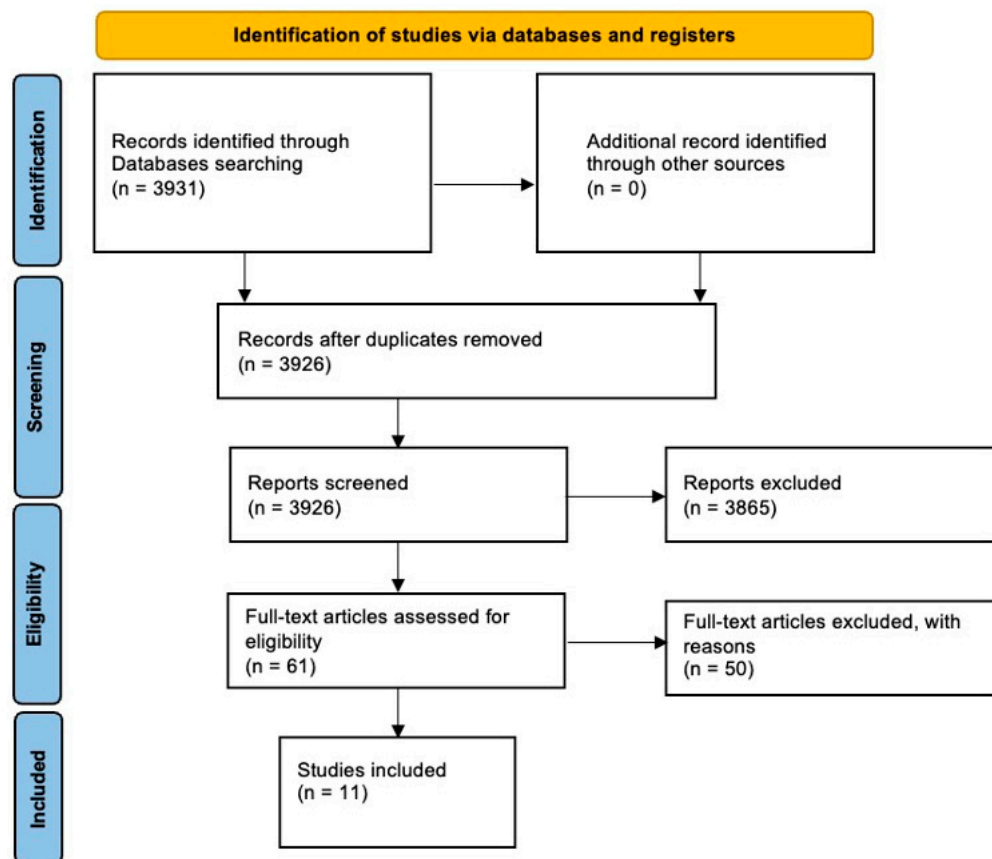 Identification of studies via databases and registers
Identification
Records identified through
Databases searching
(n = 3931)
Additional record identified
through other sources
(n = 0)
Screening
Records after duplicates removed
(n = 3926)
Reports screened
(n = 3926)
Reports excluded
(n = 3865)
Eligibility
Full-text articles assessed for
eligibility
(n = 61)
Full-text articles excluded, with
reasons
(n = 50)
Included
Studies included
(n = 11)